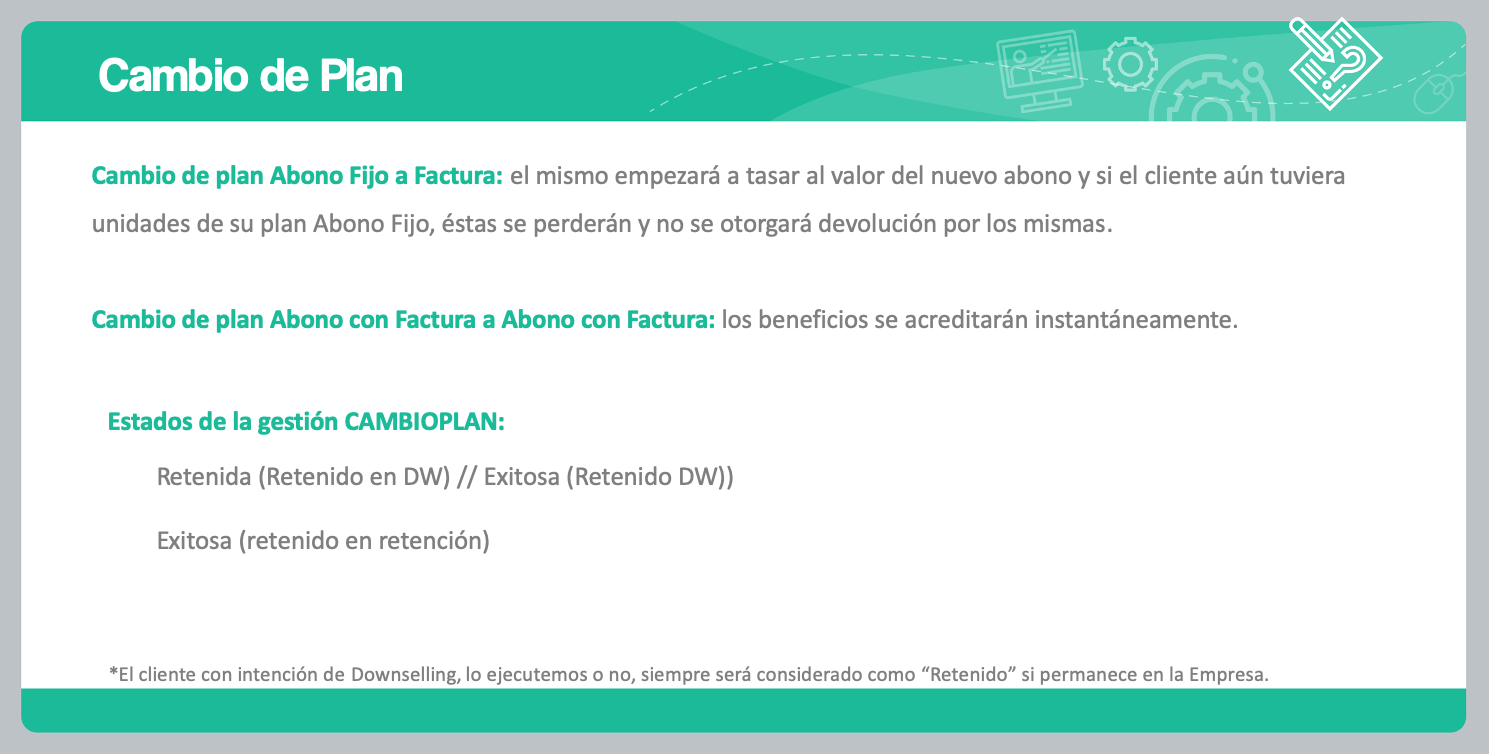 Cambio de Plan
Cambio de plan Abono Fijo a Factura: el mismo empezará a tasar al valor del nuevo abono y si el cliente aún tuviera
unidades de su plan Abono Fijo, éstas se perderán y no se otorgará devolución por los mismas.
Cambio de plan Abono con Factura a Abono con Factura: los beneficios se acreditarán instantáneamente.
Estados de la gestión CAMBIOPLAN:
Retenida (Retenido en DW) // Exitosa (Retenido DW))
Exitosa (retenido en retención)
*El cliente con intención de Downselling, lo ejecutemos o no, siempre será considerado como “Retenido” si permanece en la Empresa.